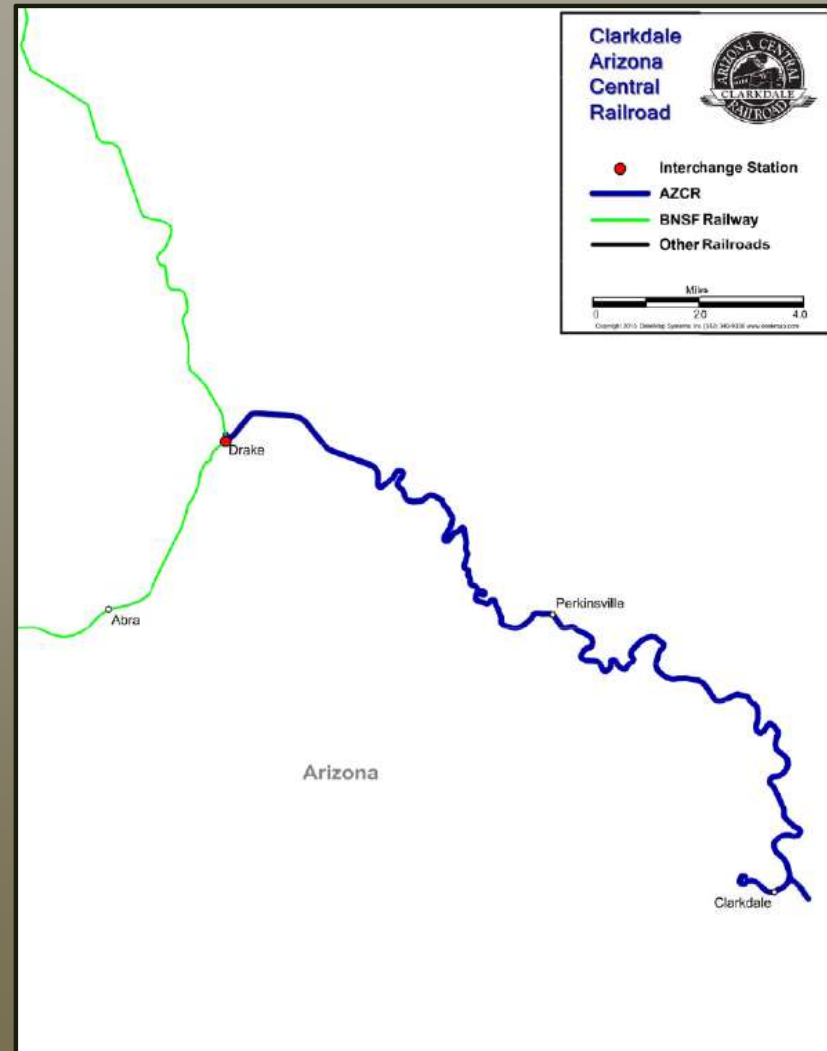 Clarkdale
Arizona
Central
Railroad
ARIZONA CENTRAL
CLARKDALE
RAILROAD
Interchange Station
AZCR
BNSF Railway
Other Railroads
Miles
0 2.0 4.0
Drake
Perkinsville
Abra
Arizona
Clarkdale